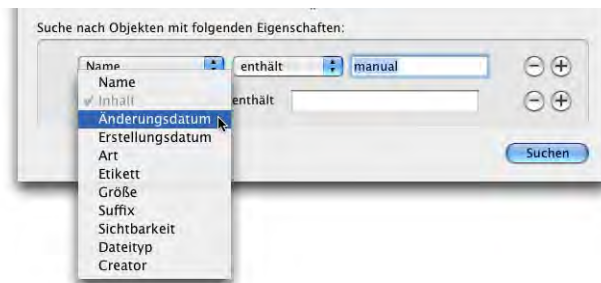 Suche nach Objekten mit folgenden Eigenschaften:
Name enthält manual
Name
Inhalt enthält
Änderungsdatum
Erstellungsdatum
Art
Suchen
Etikett
Größe
Suffix
Sichtbarkeit
Dateityp
Creator